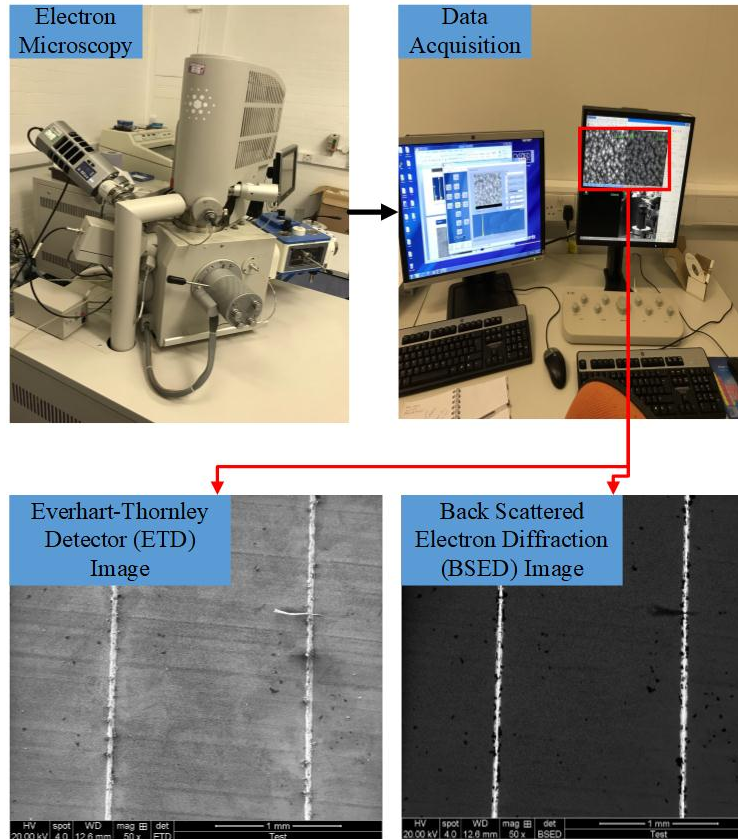 Electron
Microscopy
Data
Acquisition
Everhart-Thornley
Detector (ETD)
Image
Back Scattered
Electron Diffraction
(BSED) Image
HV spot WD mag ⊞ det 1 mm
20.00 kV 4.0 12.6 mm 50 x ETD Test
HV spot WD mag ⊞ det 1 mm
20.00 kV 4.0 12.6 mm 50 x BSED Test